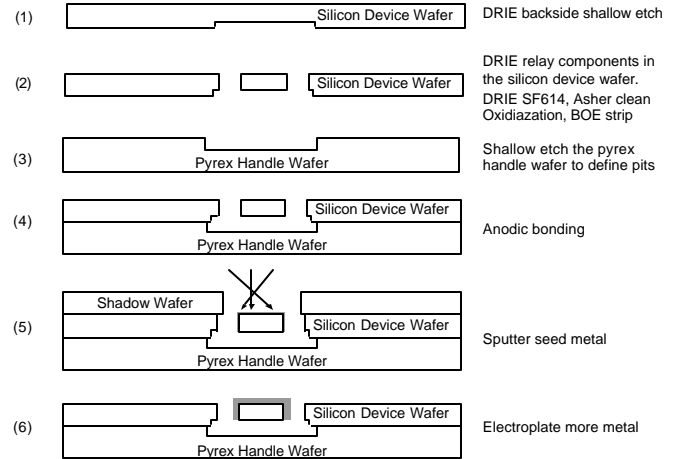 (1) Silicon Device Wafer DRIE backside shallow etch
(2) Silicon Device Wafer DRIE relay components in
the silicon device wafer.
DRIE SF614, Asher clean
Oxidiazation, BOE strip
(3) Pyrex Handle Wafer Shallow etch the pyrex
handle wafer to define pits
(4) Silicon Device Wafer Anodic bonding
Pyrex Handle Wafer
Shadow Wafer
(5) Silicon Device Wafer Sputter seed metal
Pyrex Handle Wafer
(6) Silicon Device Wafer Electroplate more metal
Pyrex Handle Wafer